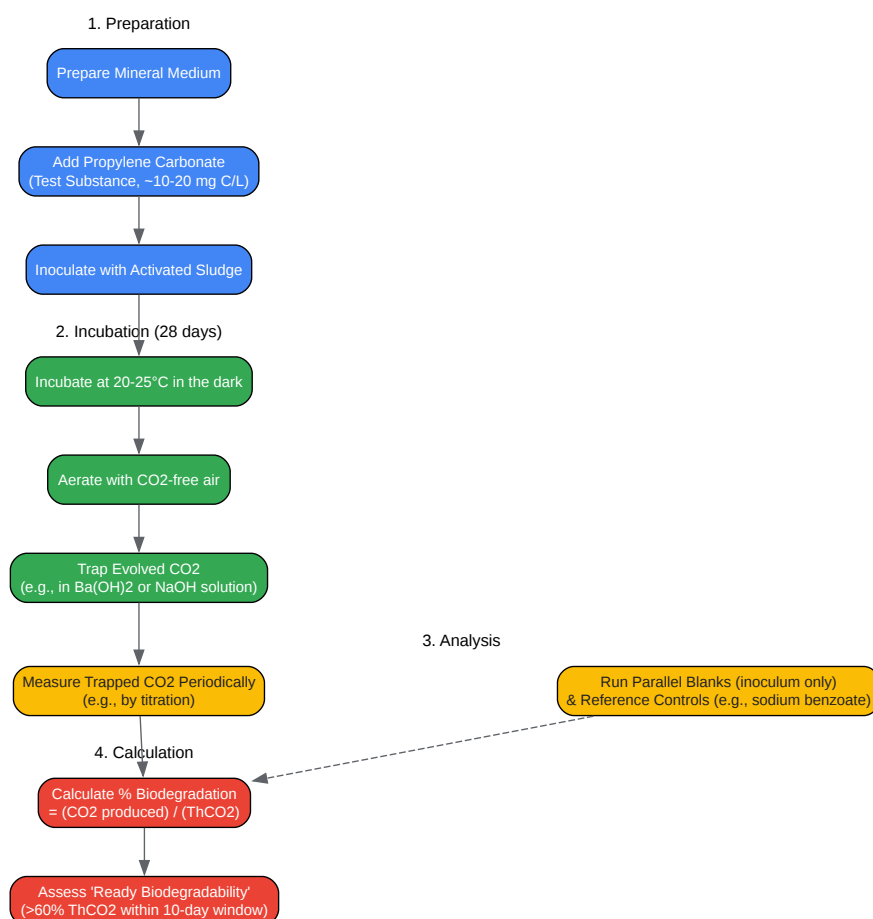 1. Preparation
Prepare Mineral Medium
Add Propylene Carbonate
(Test Substance, ~10-20 mg C/L)
Inoculate with Activated Sludge
2. Incubation (28 days)
Incubate at 20-25°C in the dark
Aerate with CO2-free air
Trap Evolved CO2
(e.g., in Ba(OH)2 or NaOH solution)
3. Analysis
Measure Trapped CO2 Periodically
(e.g., by titration)
Run Parallel Blanks (inoculum only)
& Reference Controls (e.g., sodium benzoate)
4. Calculation
Calculate % Biodegradation
= (CO2 produced) / (ThCO2)
Assess 'Ready Biodegradability'
(>60% ThCO2 within 10-day window)